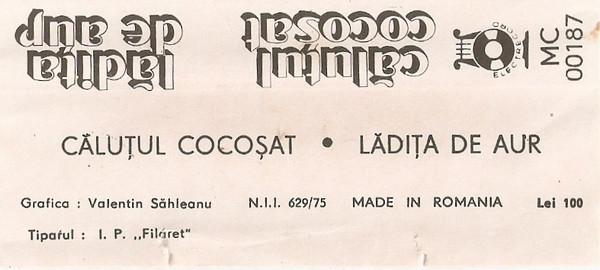 călutul cocoșat
lădița de aur
ELECTRECORD
MC 00187
CĂLUȚUL COCOȘAT • LĂDIȚA DE AUR
Grafica : Valentin Săhleanu N.I.I. 629/75 MADE IN ROMANIA Lei 100
Tiparul : I. P. ,,Filaret"